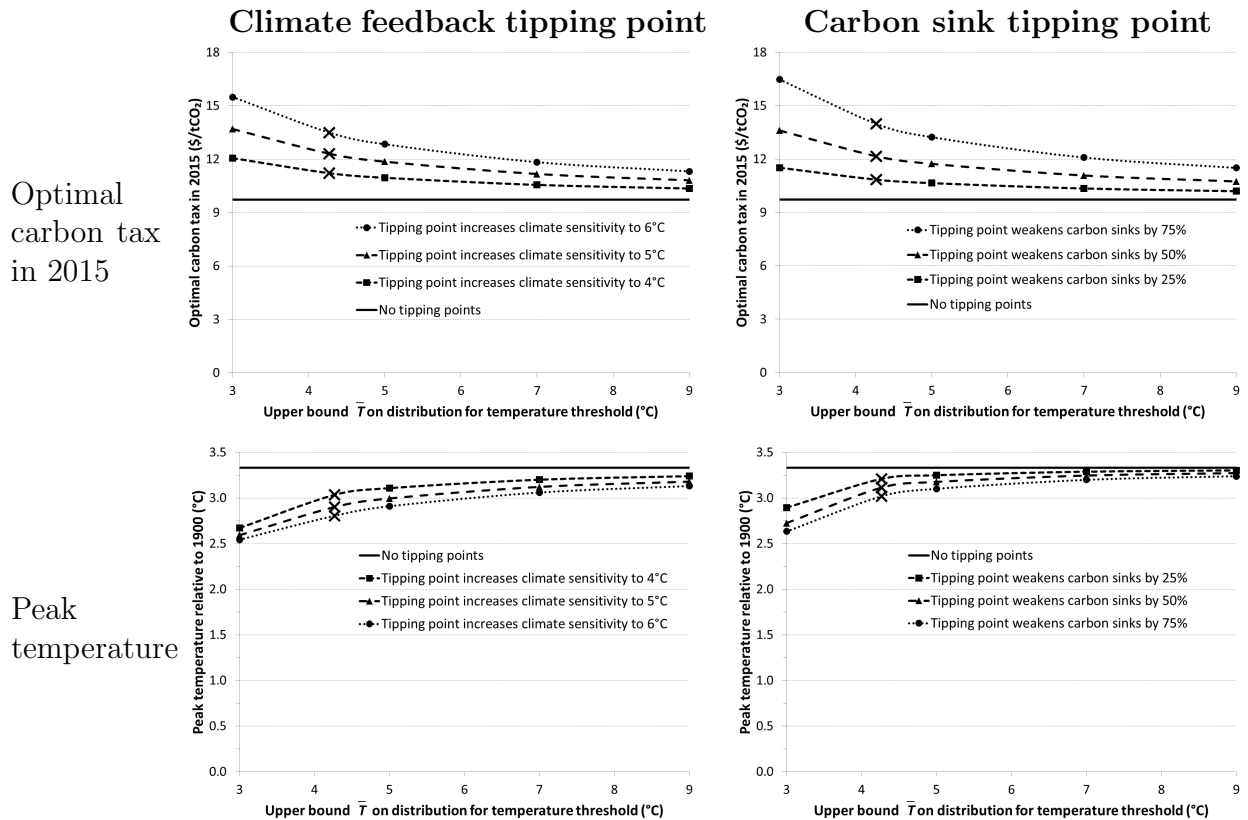 Climate feedback tipping point
Carbon sink tipping point
Optimal
carbon tax
in 2015
Optimal carbon tax in 2015 ($/tCO₂)
18
15
12
9
6
3
0
Tipping point increases climate sensitivity to 6°C
Tipping point increases climate sensitivity to 5°C
Tipping point increases climate sensitivity to 4°C
No tipping points
3 4 5 6 7 8 9
Upper bound T̅ on distribution for temperature threshold (°C)
Optimal carbon tax in 2015 ($/tCO₂)
18
15
12
9
6
3
0
Tipping point weakens carbon sinks by 75%
Tipping point weakens carbon sinks by 50%
Tipping point weakens carbon sinks by 25%
No tipping points
3 4 5 6 7 8 9
Upper bound T̅ on distribution for temperature threshold (°C)
Peak
temperature
Peak temperature relative to 1900 (°C)
3.5
3.0
2.5
2.0
1.5
1.0
0.5
0.0
No tipping points
Tipping point increases climate sensitivity to 4°C
Tipping point increases climate sensitivity to 5°C
Tipping point increases climate sensitivity to 6°C
3 4 5 6 7 8 9
Upper bound T̅ on distribution for temperature threshold (°C)
Peak temperature relative to 1900 (°C)
3.5
3.0
2.5
2.0
1.5
1.0
0.5
0.0
No tipping points
Tipping point weakens carbon sinks by 25%
Tipping point weakens carbon sinks by 50%
Tipping point weakens carbon sinks by 75%
3 4 5 6 7 8 9
Upper bound T̅ on distribution for temperature threshold (°C)